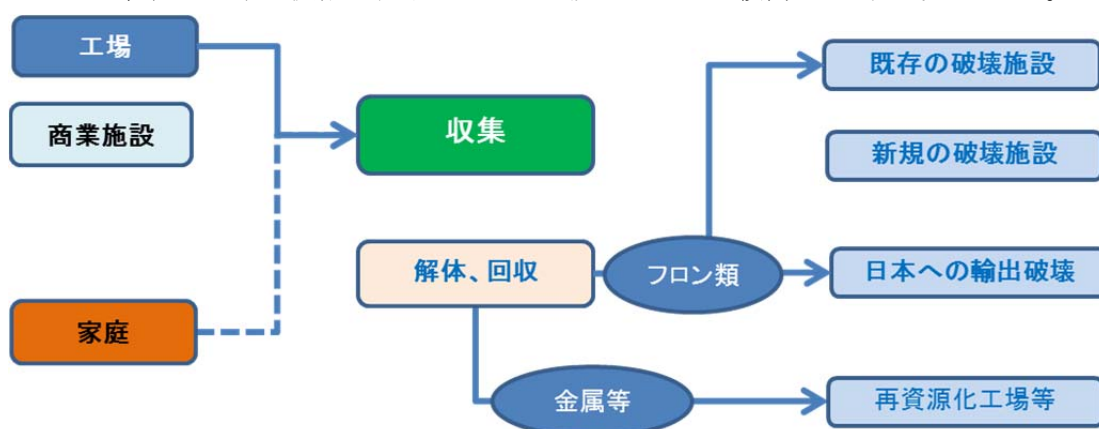 工場
商業施設
家庭
収集
解体、回収
フロン類
金属等
既存の破壊施設
新規の破壊施設
日本への輸出破壊
再資源化工場等